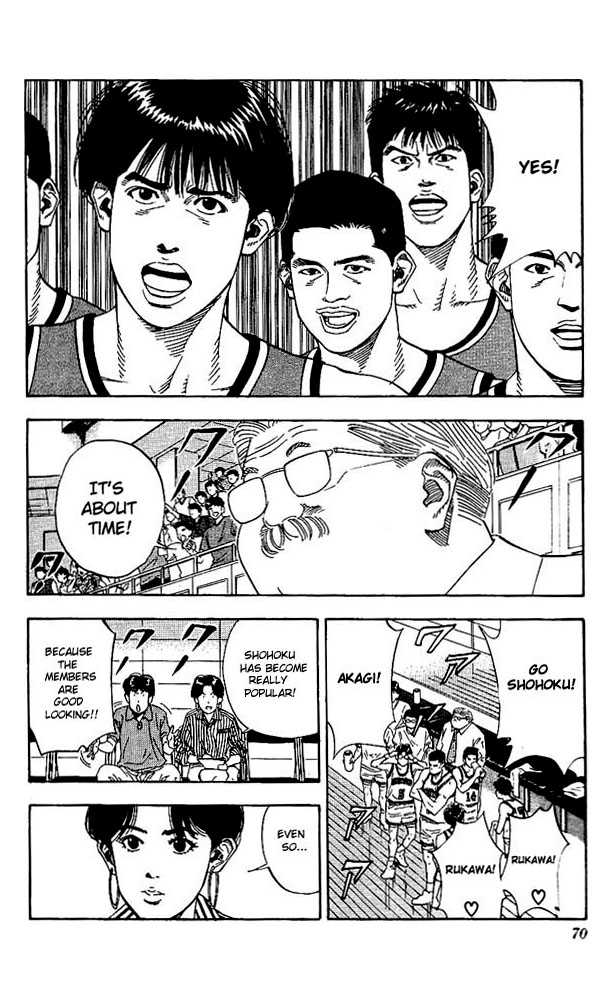 YES!
IT'S
ABOUT
TIME!
GO
SHOHOKU!
AKAGI!
RUKAWA!
RUKAWA!
14
SHOHOKU
HAS BECOME
REALLY
POPULAR!
BECAUSE
THE
MEMBERS
ARE
GOOD
LOOKING!!
EVEN
SO...
70